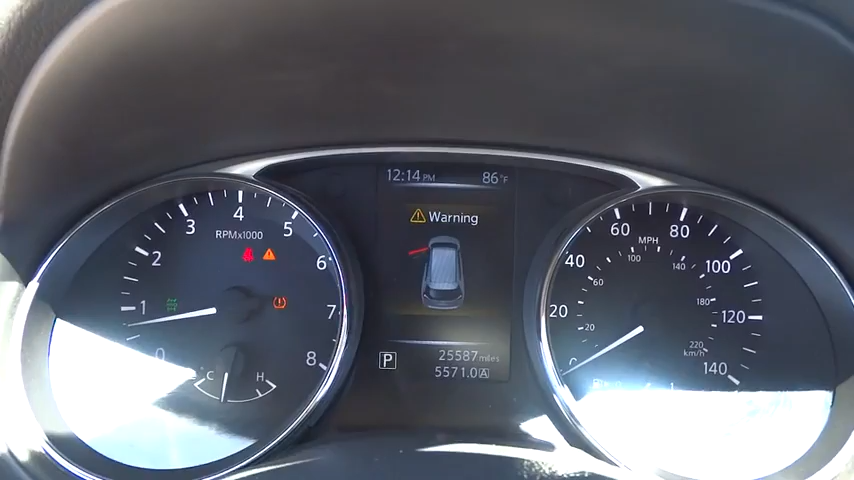 12:14 PM 86°F
Warning
P
25587 miles
5571.0 A
RPMx1000
0 1 2 3 4 5 6 7 8
C H
MPH
0 20 40 60 80 100 120 140
20 60 100 140 180 220
km/h